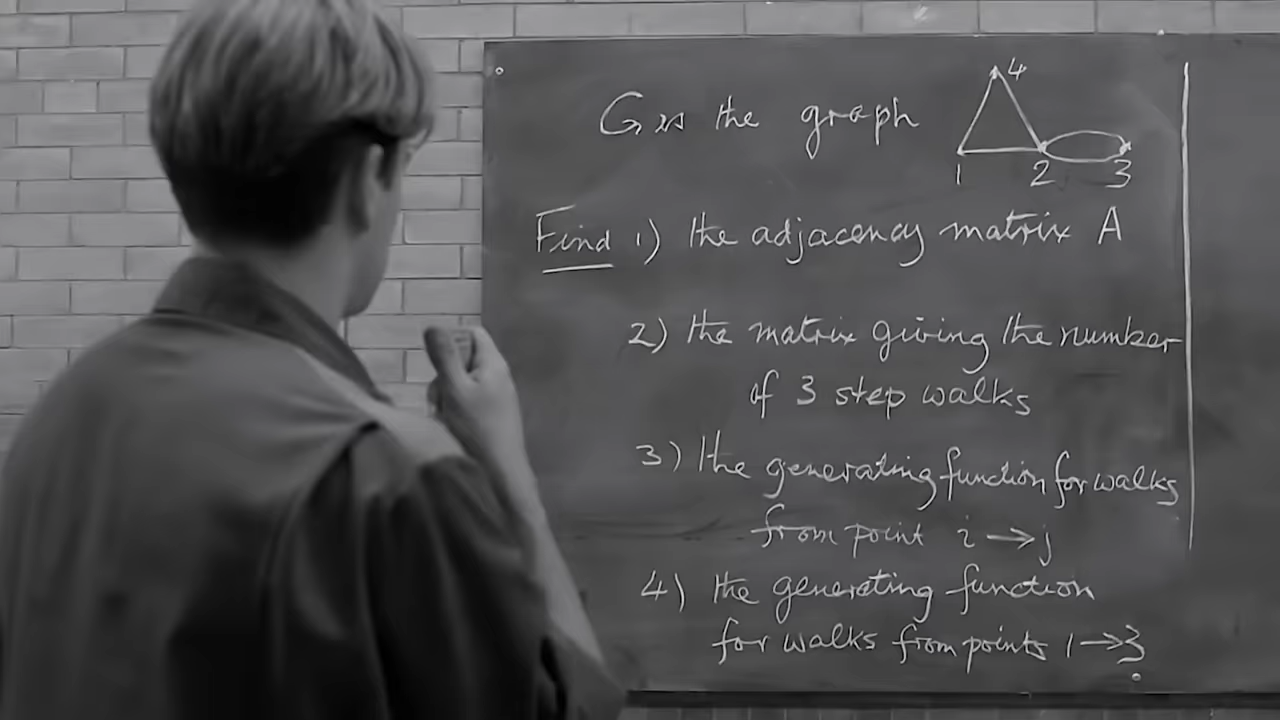 G is the graph
4
1 2 3
Find 1) the adjacency matrix A
2) the matrix giving the number
of 3 step walks
3) the generating function for walks
from point i → j
4) the generating function
for walks from points 1 → 3